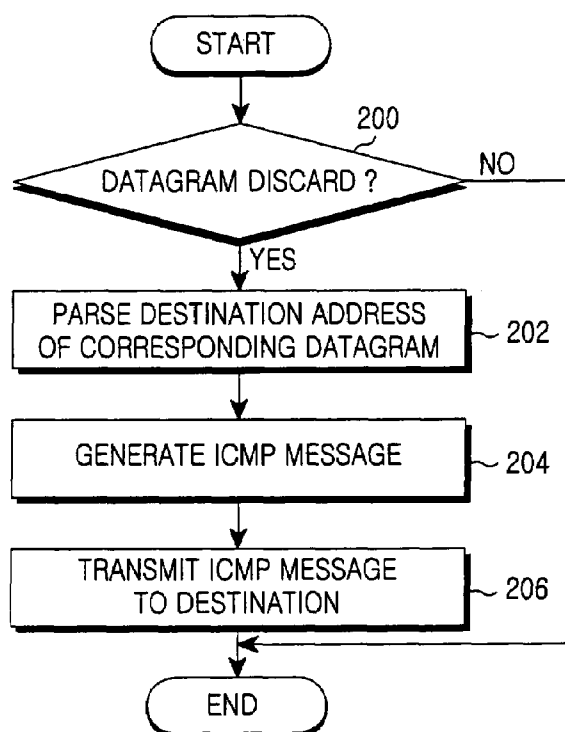 START
200
DATAGRAM DISCARD ?
NO
YES
PARSE DESTINATION ADDRESS
OF CORRESPONDING DATAGRAM
202
GENERATE ICMP MESSAGE
204
TRANSMIT ICMP MESSAGE
TO DESTINATION
206
END